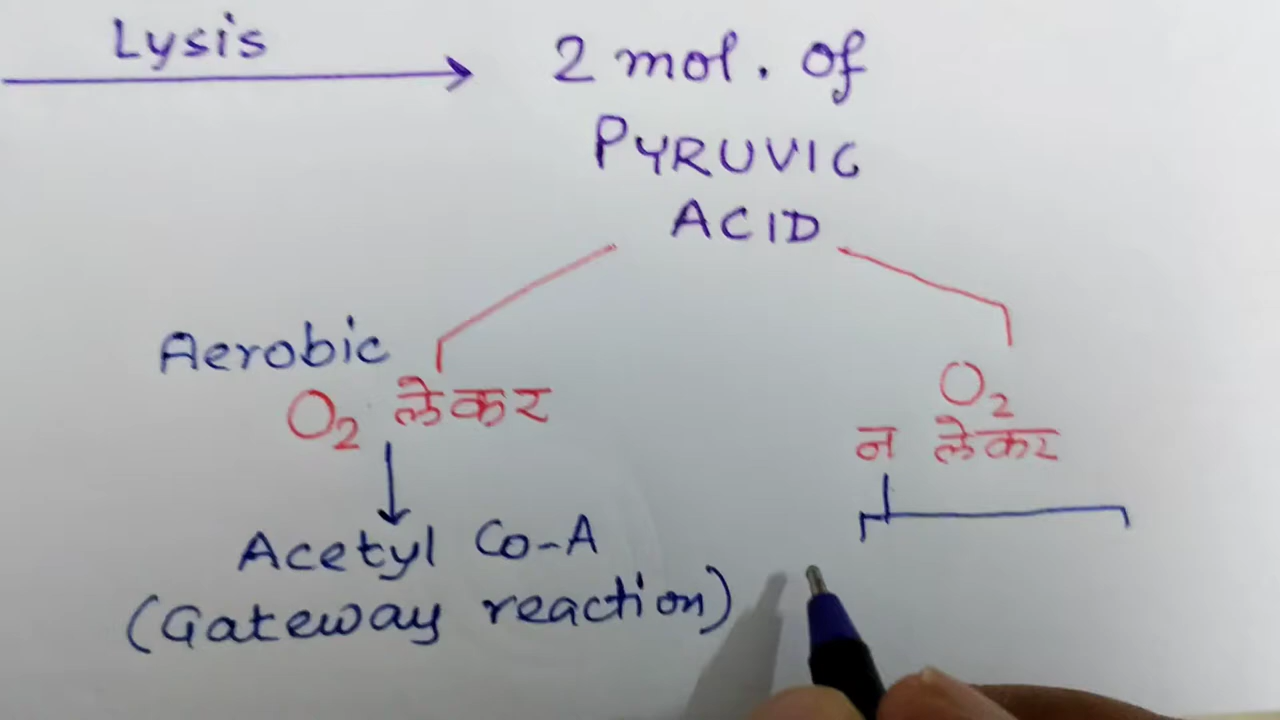 Lysis
2 mol. of
PYRUVIC
ACID
Aerobic
O₂ लेकर
O₂
न लेकर
Acetyl Co-A
(Gateway reaction)